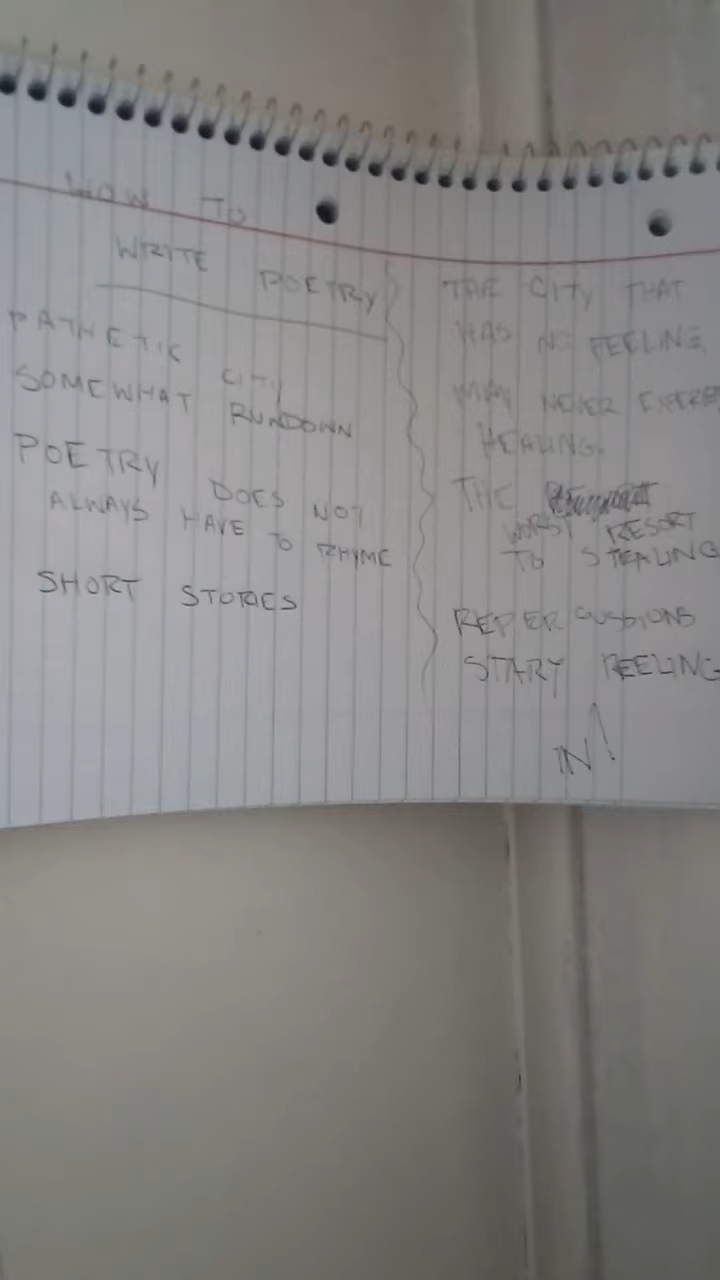 HOW TO
WRITE POETRY
PATHETIC CITY
SOMEWHAT RUNDOWN
POETRY DOES NOT
ALWAYS HAVE TO RHYME
SHORT STORIES
THE CITY THAT
HAS NO FEELING,
MAY NEVER
HEALING.
THE
WORST RESORT
TO STEALING
REPERCUSSIONS
START REELING
IN!